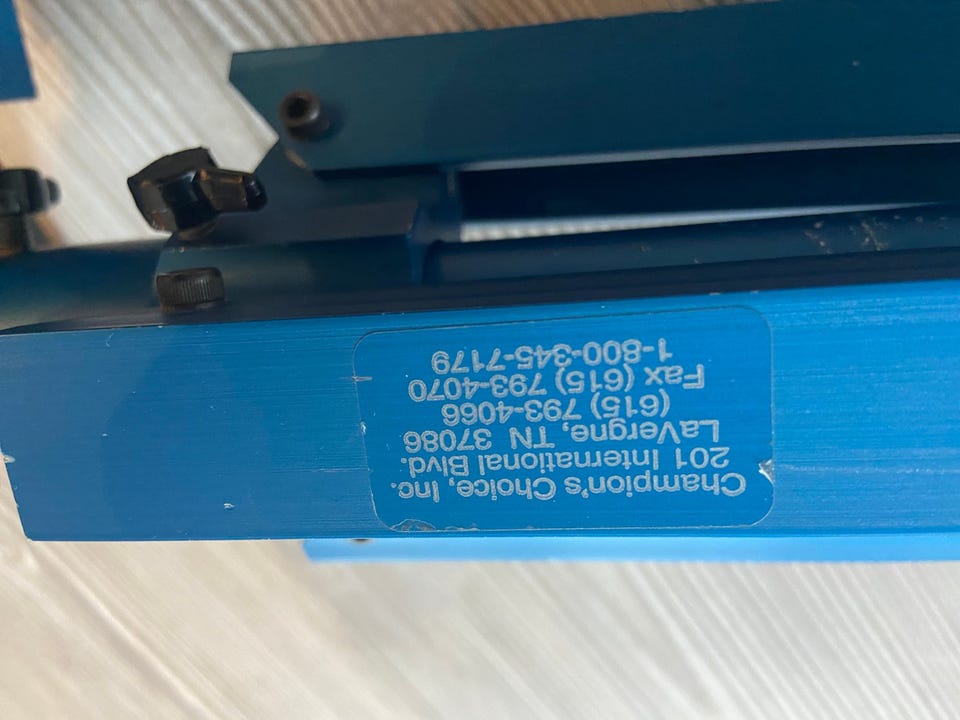 Champion's Choice, Inc.
201 International Blvd.
LaVergne, TN 37086
(615) 793-4066
Fax (615) 793-4070
1-800-345-7179